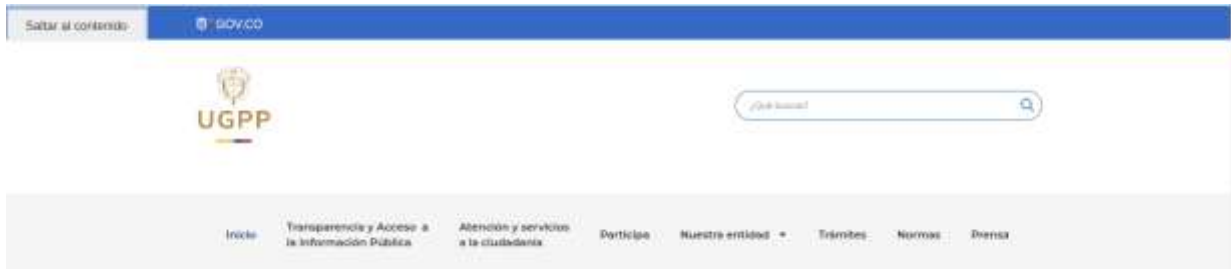 Saltar al contenido
GOV.CO
UGPP
¿Qué buscas?
Inicio
Transparencia y Acceso a
la Información Pública
Atención y servicios
a la ciudadanía
Participa
Nuestra entidad
Trámites
Normas
Prensa